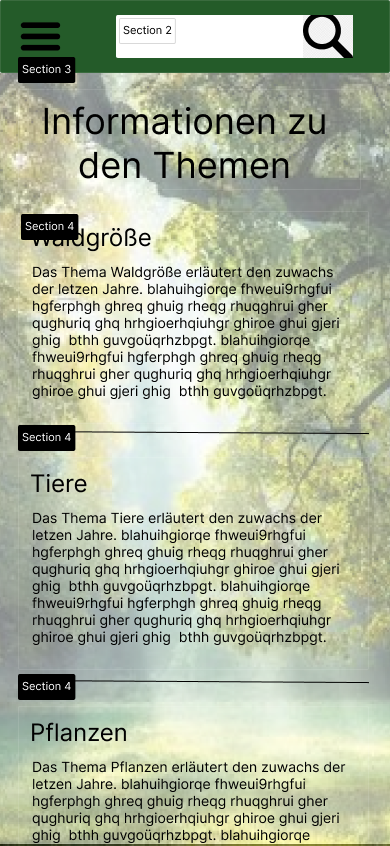 Section 2
Section 3
Informationen zu
den Themen
Section 4
Waldgröße
Das Thema Waldgröße erläutert den zuwachs
der letzen Jahre. blahuihgiorqe fhweui9rhgfui
hgferphgh ghreq ghuig rheqg rhuqghrui gher
qughuriq ghq hrhgioerhqiuhgr ghiroe ghui gjeri
ghig  bthh guvgoüqrhzbpgt. blahuihgiorqe
fhweui9rhgfui hgferphgh ghreq ghuig rheqg
rhuqghrui gher qughuriq ghq hrhgioerhqiuhgr
ghiroe ghui gjeri ghig  bthh guvgoüqrhzbpgt.
Section 4
Tiere
Das Thema Tiere erläutert den zuwachs der
letzen Jahre. blahuihgiorqe fhweui9rhgfui
hgferphgh ghreq ghuig rheqg rhuqghrui gher
qughuriq ghq hrhgioerhqiuhgr ghiroe ghui gjeri
ghig  bthh guvgoüqrhzbpgt. blahuihgiorqe
fhweui9rhgfui hgferphgh ghreq ghuig rheqg
rhuqghrui gher qughuriq ghq hrhgioerhqiuhgr
ghiroe ghui gjeri ghig  bthh guvgoüqrhzbpgt.
Section 4
Pflanzen
Das Thema Pflanzen erläutert den zuwachs der
letzen Jahre. blahuihgiorqe fhweui9rhgfui
hgferphgh ghreq ghuig rheqg rhuqghrui gher
qughuriq ghq hrhgioerhqiuhgr ghiroe ghui gjeri
ghig  bthh guvgoüqrhzbpgt. blahuihgiorqe